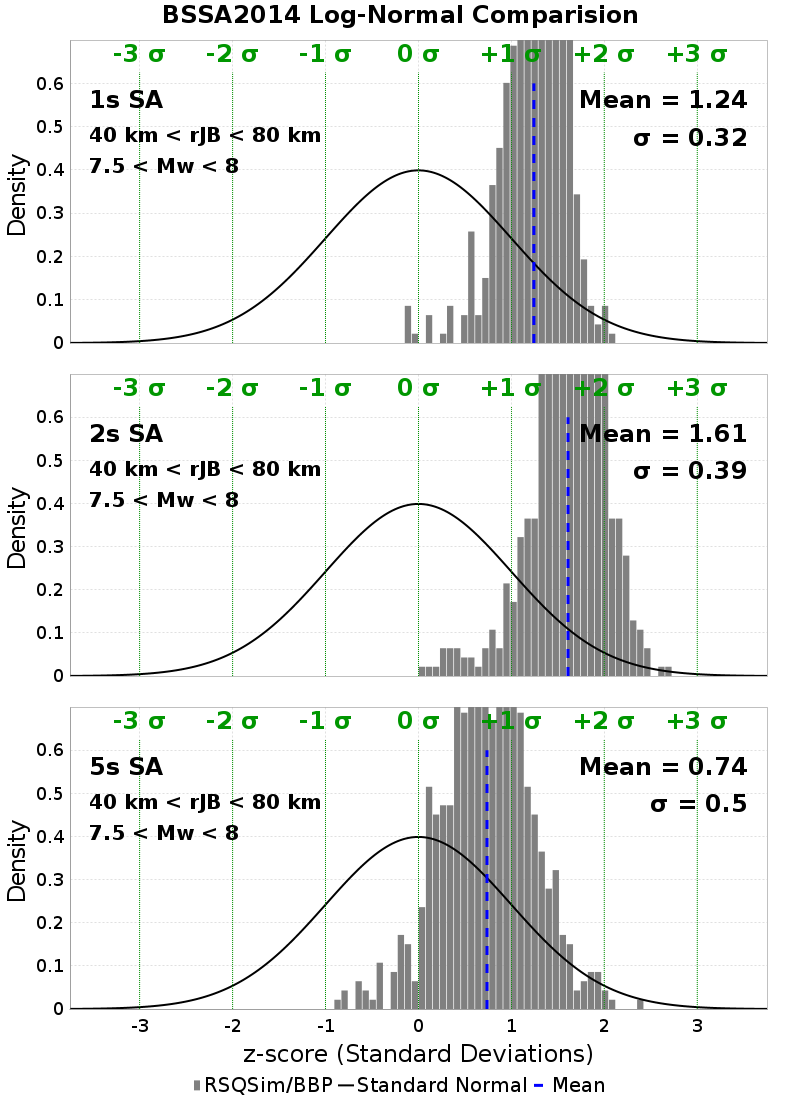 BSSA2014 Log-Normal Comparision
-3 σ -2 σ -1 σ 0 σ +1 σ +2 σ +3 σ
1s SA
Mean = 1.24
40 km < rJB < 80 km
σ = 0.32
7.5 < Mw < 8
0.6
0.5
0.4
0.3
0.2
0.1
0
Density
-3 σ -2 σ -1 σ 0 σ +1 σ +2 σ +3 σ
2s SA
Mean = 1.61
40 km < rJB < 80 km
σ = 0.39
7.5 < Mw < 8
0.6
0.5
0.4
0.3
0.2
0.1
0
Density
-3 σ -2 σ -1 σ 0 σ +1 σ +2 σ +3 σ
5s SA
Mean = 0.74
40 km < rJB < 80 km
σ = 0.5
7.5 < Mw < 8
0.6
0.5
0.4
0.3
0.2
0.1
0
Density
-3 -2 -1 0 1 2 3
z-score (Standard Deviations)
RSQSim/BBP Standard Normal Mean